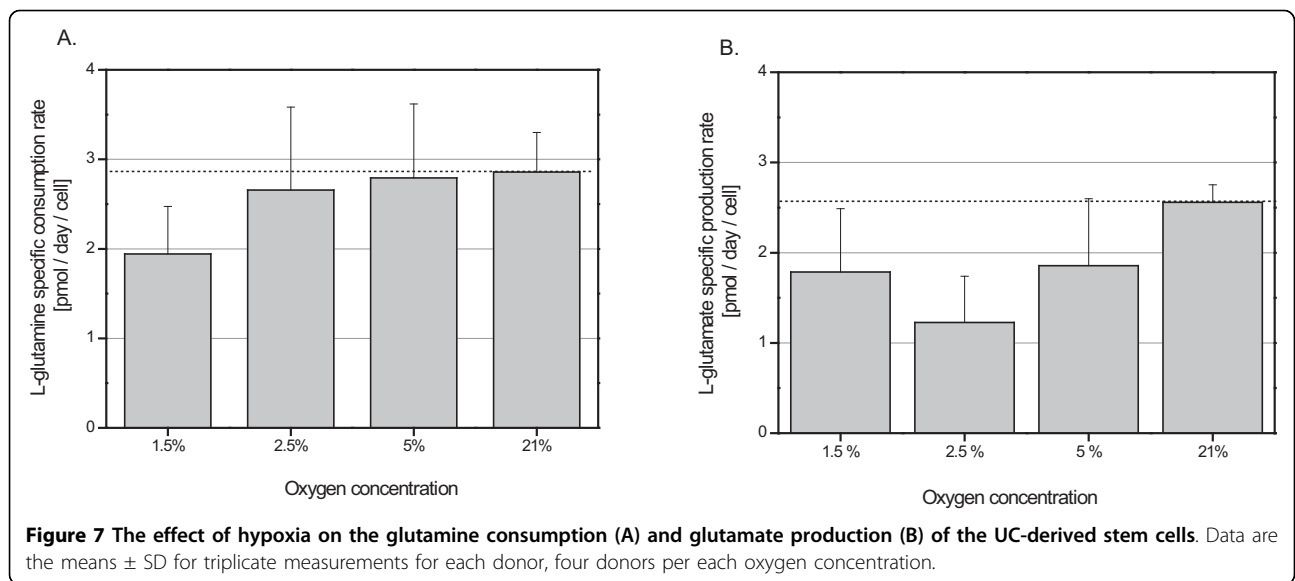 A.
L-glutamine specific consumption rate
[pmol / day / cell]
4
3
2
1
0
1.5%
2.5%
5%
21%
Oxygen concentration
B.
L-glutamate specific production rate
[pmol / day / cell]
4
3
2
1
0
1.5 %
2.5 %
5 %
21%
Oxygen concentration
Figure 7 The effect of hypoxia on the glutamine consumption (A) and glutamate production (B) of the UC-derived stem cells. Data are
the means ± SD for triplicate measurements for each donor, four donors per each oxygen concentration.